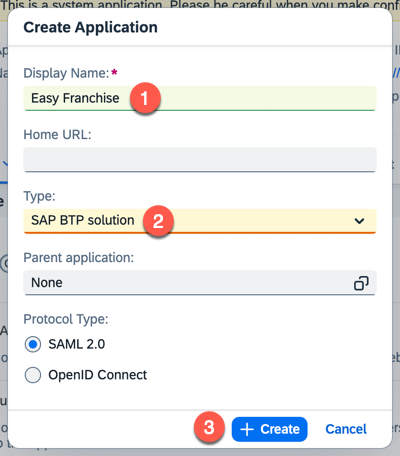 This is a system application. Please be careful when you make conf
Create Application
Display Name:*
Easy Franchise 1
Home URL:
Type:
SAP BTP solution 2
Parent application:
None
Protocol Type:
SAML 2.0
OpenID Connect
3 + Create Cancel